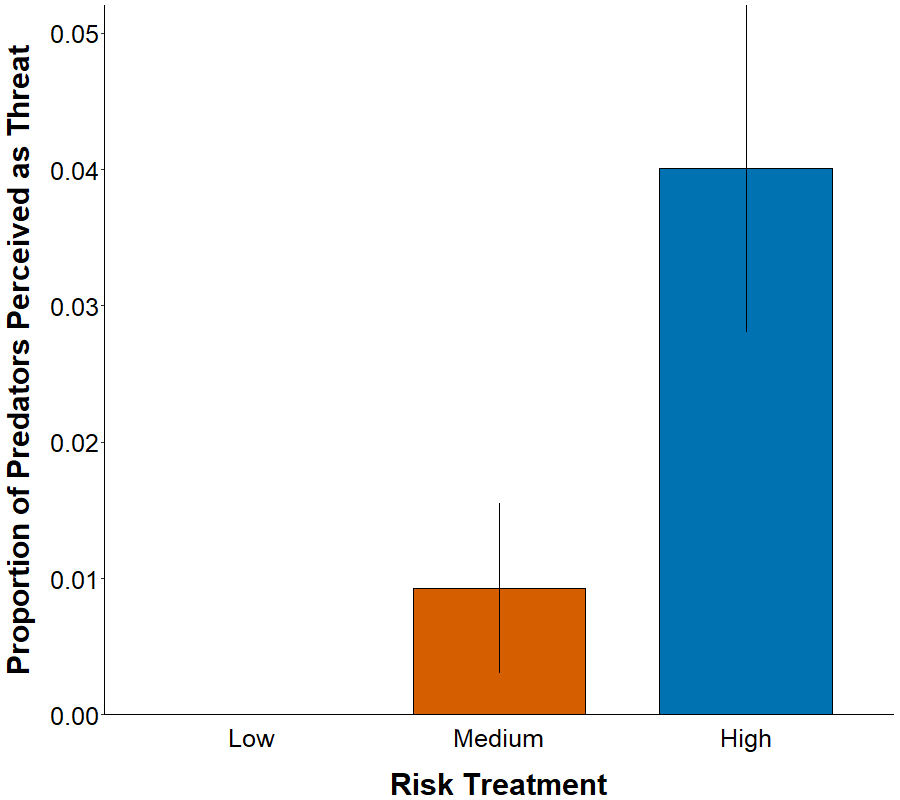 Proportion of Predators Perceived as Threat
0.05
0.04
0.03
0.02
0.01
0.00
Low Medium High
Risk Treatment